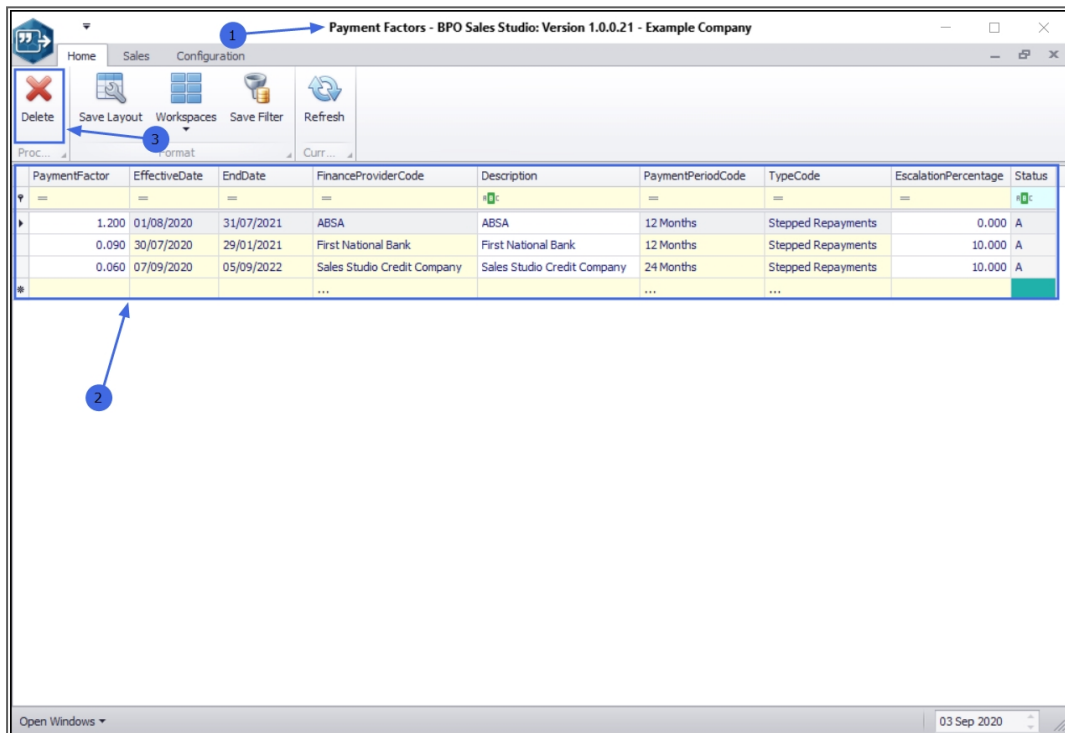 1
Payment Factors - BPO Sales Studio: Version 1.0.0.21 - Example Company
Home Sales Configuration
Delete Save Layout Workspaces Save Filter Refresh
3
Proc... Format Curr...
PaymentFactor EffectiveDate EndDate FinanceProviderCode Description PaymentPeriodCode TypeCode EscalationPercentage Status
= = = = ABC = = = ABC
1.200 01/08/2020 31/07/2021 ABSA ABSA 12 Months Stepped Repayments 0.000 A
0.090 30/07/2020 29/01/2021 First National Bank First National Bank 12 Months Stepped Repayments 10.000 A
0.060 07/09/2020 05/09/2022 Sales Studio Credit Company Sales Studio Credit Company 24 Months Stepped Repayments 10.000 A
... ... ...
2
Open Windows 03 Sep 2020